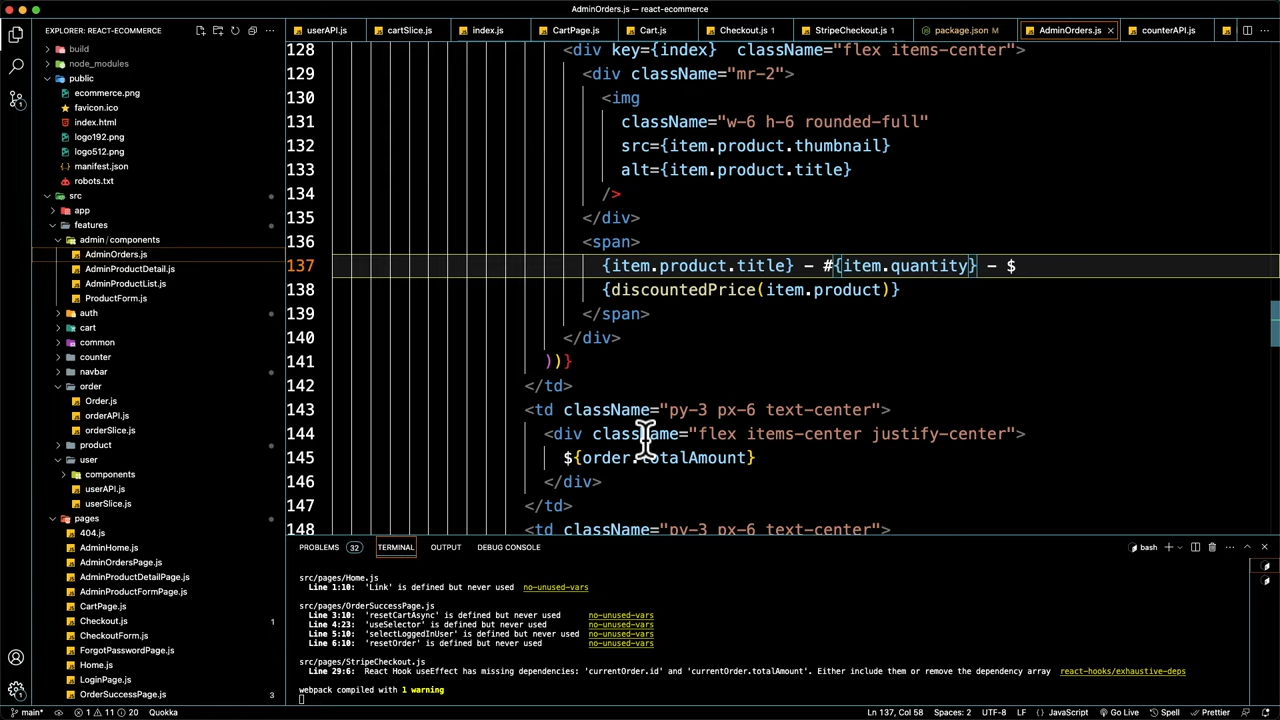 AdminOrders.js — react-ecommerce
EXPLORER: REACT-ECOMMERCE
userAPI.js
cartSlice.js
index.js
CartPage.js
Cart.js
Checkout.js 1
StripeCheckout.js 1
package.json M
AdminOrders.js
counterAPI.js
build
node_modules
public
ecommerce.png
favicon.ico
index.html
logo192.png
logo512.png
manifest.json
robots.txt
src
app
features
admin/components
AdminOrders.js
AdminProductDetail.js
AdminProductList.js
ProductForm.js
auth
cart
common
counter
navbar
order
Order.js
orderAPI.js
orderSlice.js
product
user
components
userAPI.js
userSlice.js
pages
404.js
AdminHome.js
AdminOrdersPage.js
AdminProductDetailPage.js
AdminProductFormPage.js
CartPage.js
Checkout.js 1
CheckoutForm.js
ForgotPasswordPage.js
Home.js
LoginPage.js
OrderSuccessPage.js 3
128 <div key={index} className="flex items-center">
129 <div className="mr-2">
130 <img
131 className="w-6 h-6 rounded-full"
132 src={item.product.thumbnail}
133 alt={item.product.title}
134 />
135 </div>
136 <span>
137 {item.product.title} - #{item.quantity} - $
138 {discountedPrice(item.product)}
139 </span>
140 </div>
141 ))}
142 </td>
143 <td className="py-3 px-6 text-center">
144 <div className="flex items-center justify-center">
145 ${order.totalAmount}
146 </div>
147 </td>
148 <td className="py-3 px-6 text-center">
PROBLEMS 32 TERMINAL OUTPUT DEBUG CONSOLE
bash
src/pages/Home.js
Line 1:10: 'Link' is defined but never used no-unused-vars
src/pages/OrderSuccessPage.js
Line 3:10: 'resetCartAsync' is defined but never used no-unused-vars
Line 4:23: 'useSelector' is defined but never used no-unused-vars
Line 5:10: 'selectLoggedInUser' is defined but never used no-unused-vars
Line 6:10: 'resetOrder' is defined but never used no-unused-vars
src/pages/StripeCheckout.js
Line 29:6: React Hook useEffect has missing dependencies: 'currentOrder.id' and 'currentOrder.totalAmount'. Either include them or remove the dependency array react-hooks/exhaustive-deps
webpack compiled with 1 warning
main* 1 11 20 Quokka
Ln 137, Col 58 Spaces: 2 UTF-8 LF JavaScript Go Live Spell Prettier